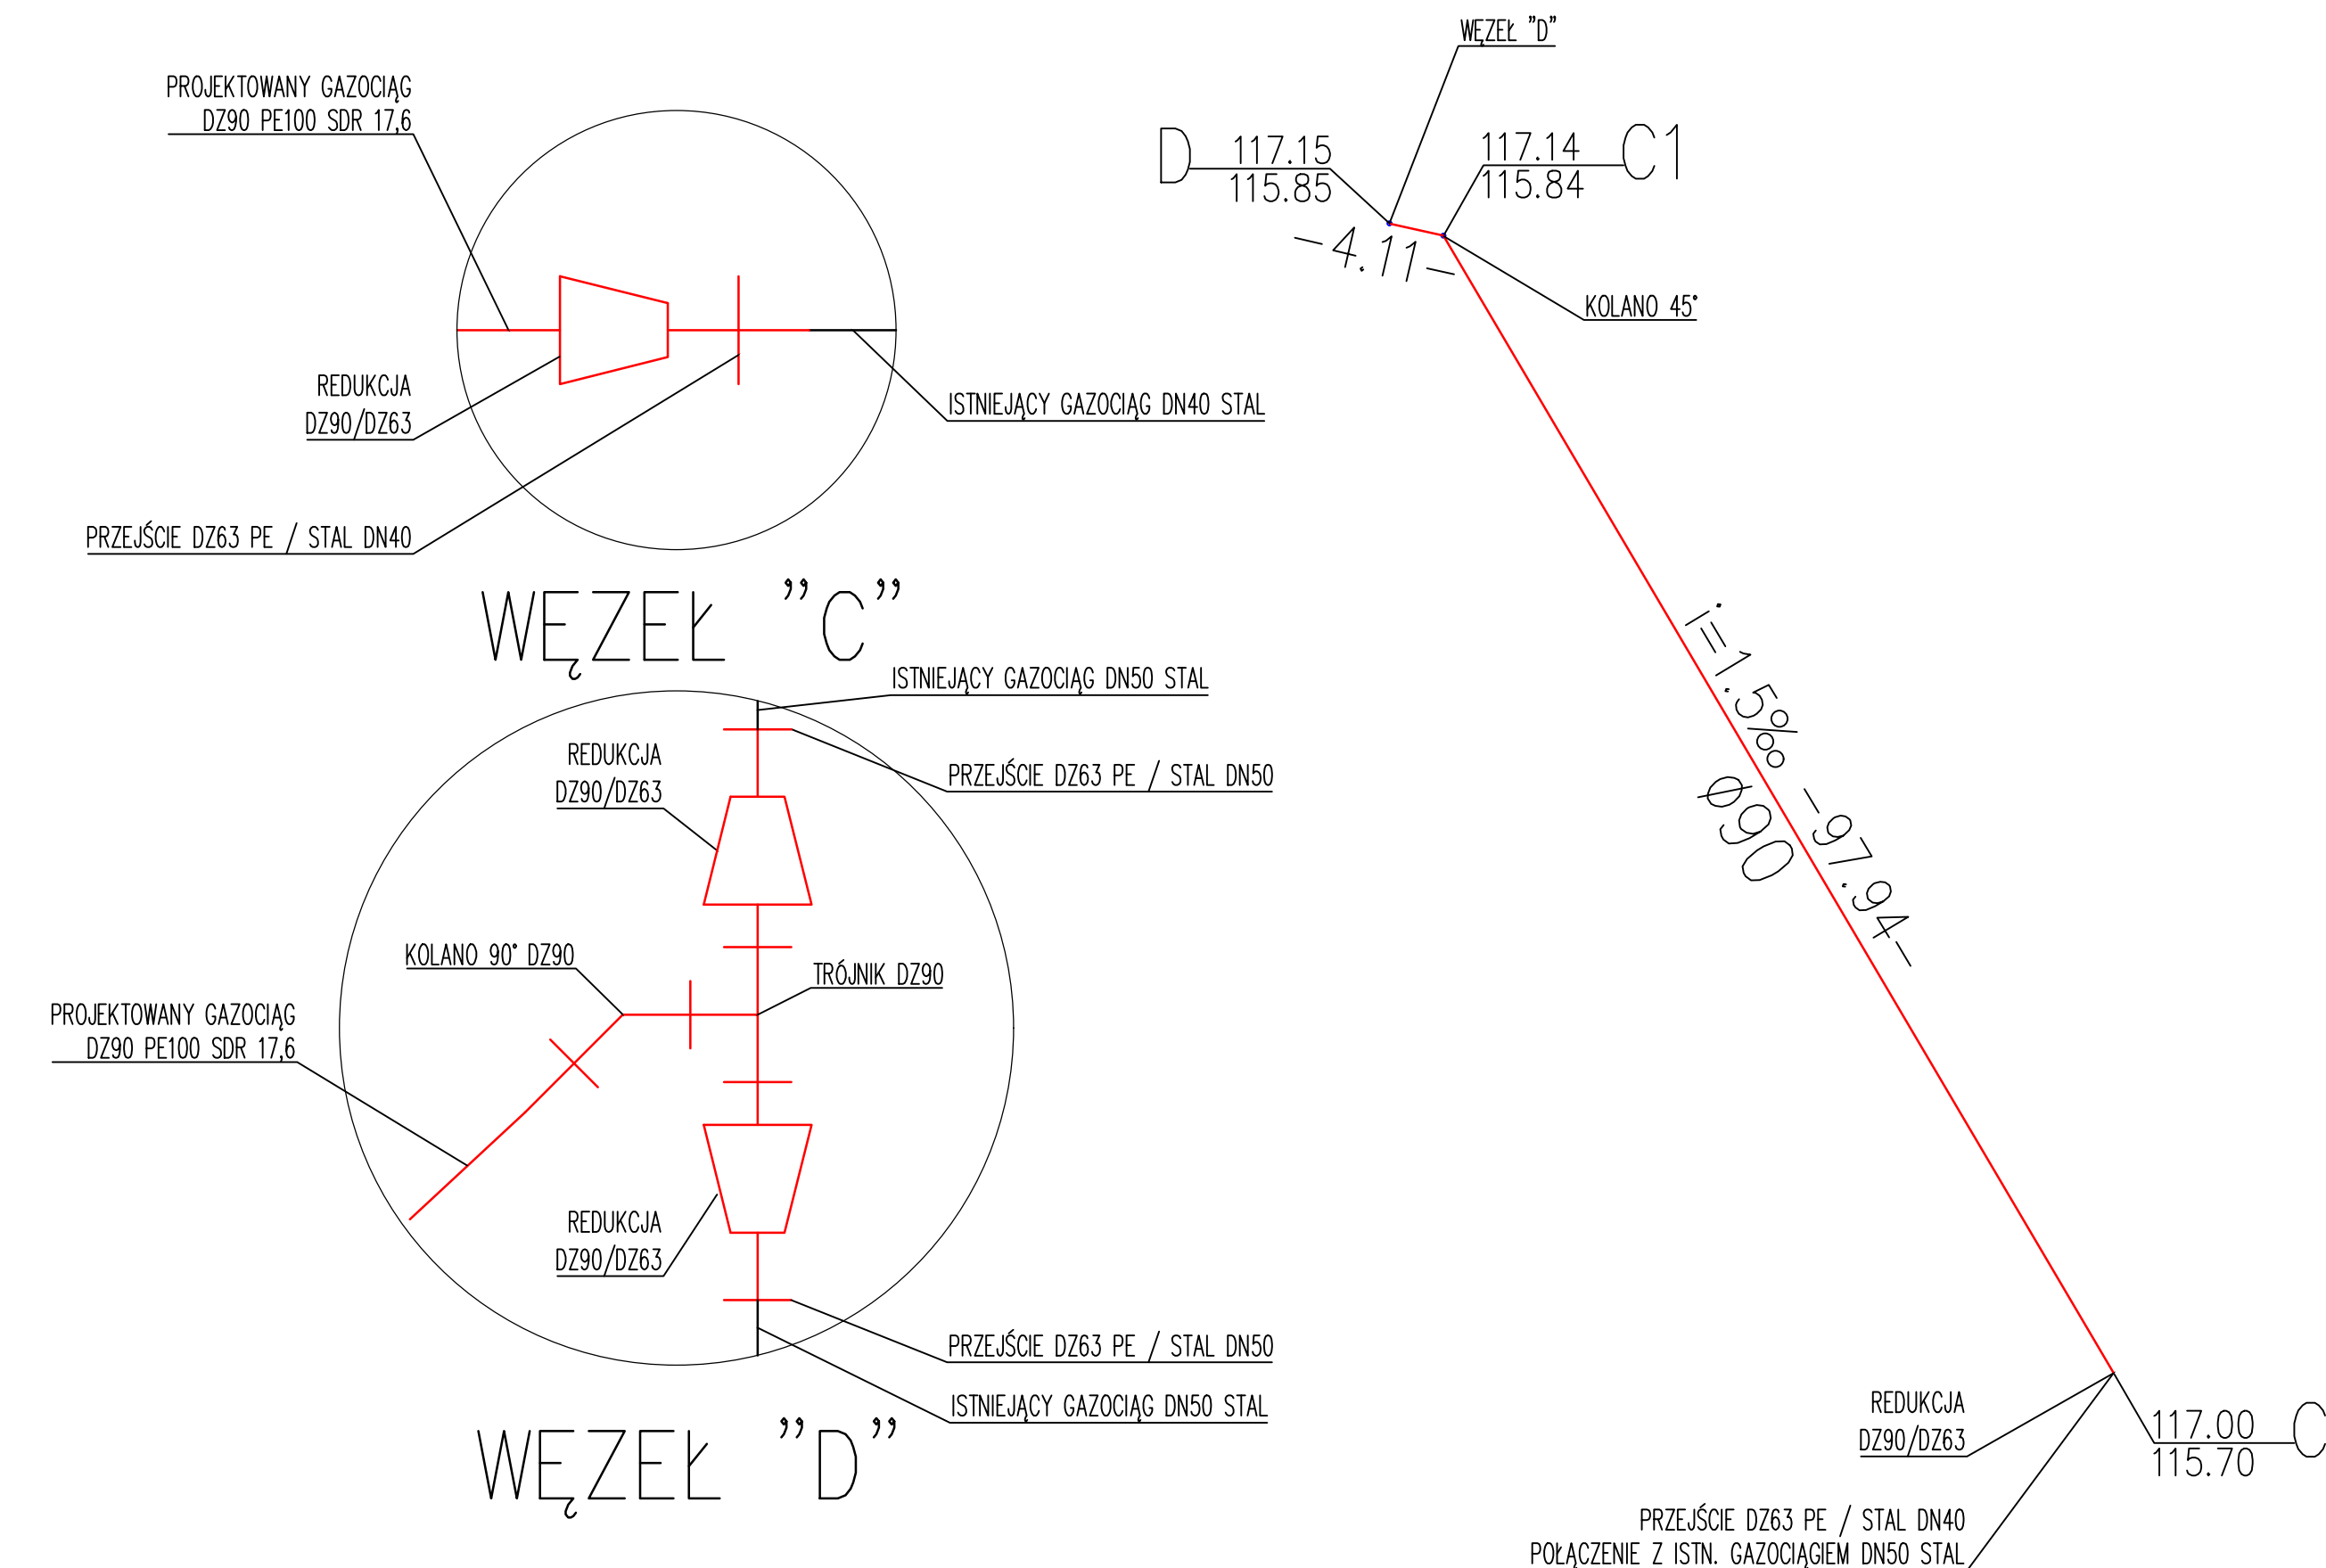 PROJEKTOWANY GAZOCIĄG
DZ90 PE100 SDR 17,6
REDUKCJA
DZ90/DZ63
PRZEJŚCIE DZ63 PE / STAL DN40
ISTNIEJĄCY GAZOCIĄG DN40 STAL
WĘZEŁ "C"
ISTNIEJĄCY GAZOCIĄG DN50 STAL
REDUKCJA
DZ90/DZ63
PRZEJŚCIE DZ63 PE / STAL DN50
KOLANO 90° DZ90
TRÓJNIK DZ90
PROJEKTOWANY GAZOCIĄG
DZ90 PE100 SDR 17,6
REDUKCJA
DZ90/DZ63
PRZEJŚCIE DZ63 PE / STAL DN50
ISTNIEJĄCY GAZOCIĄG DN50 STAL
WĘZEŁ "D"
WĘZEŁ "D"
D 117.15
115.85
117.14 C1
115.84
-4.11-
KOLANO 45°
i=1.5‰ -97.94-
ϕ90
REDUKCJA
DZ90/DZ63
117.00 C
115.70
PRZEJŚCIE DZ63 PE / STAL DN40
POŁĄCZENIE Z ISTN. GAZOCIĄGIEM DN50 STAL